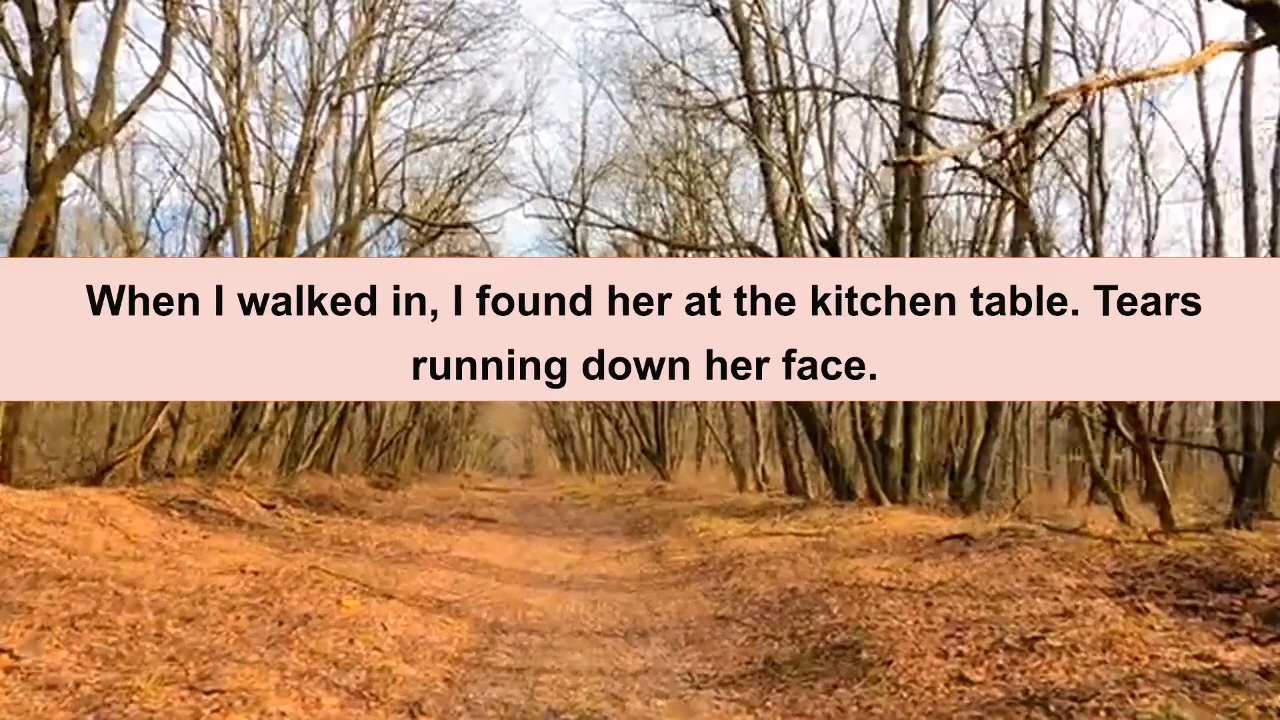 When I walked in, I found her at the kitchen table. Tears
running down her face.